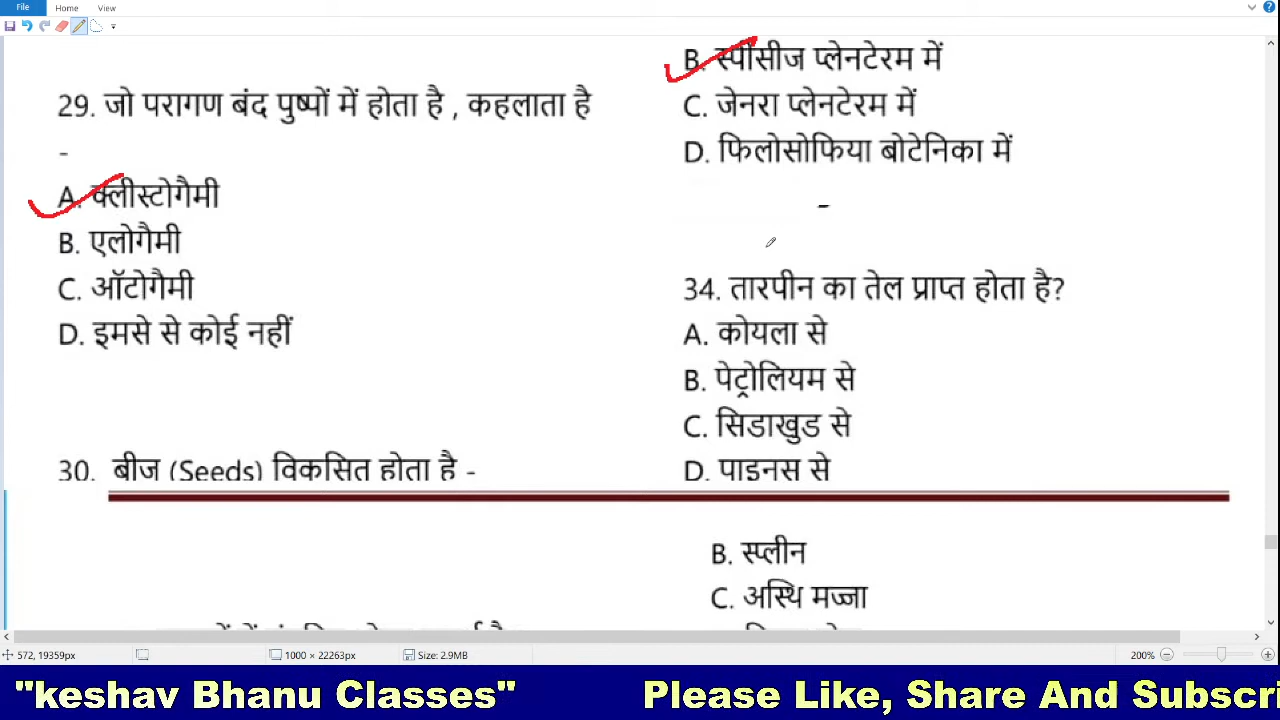 File
Home
View
29. जो परागण बंद पुष्पों में होता है , कहलाता है
-
A. क्लीस्टोगैमी
B. एलोगैमी
C. ऑटोगैमी
D. इमसे से कोई नहीं
30. बीज (Seeds) विकसित होता है -
B. स्पीसीज प्लेनटेरम में
C. जेनरा प्लेनटेरम में
D. फिलोसोफिया बोटेनिका में
34. तारपीन का तेल प्राप्त होता है?
A. कोयला से
B. पेट्रोलियम से
C. सिडाखुड से
D. पाइनस से
B. स्प्लीन
C. अस्थि मज्जा
572, 19359px
1000 × 22263px
Size: 2.9MB
200%
"keshav Bhanu Classes"
Please Like, Share And Subscri